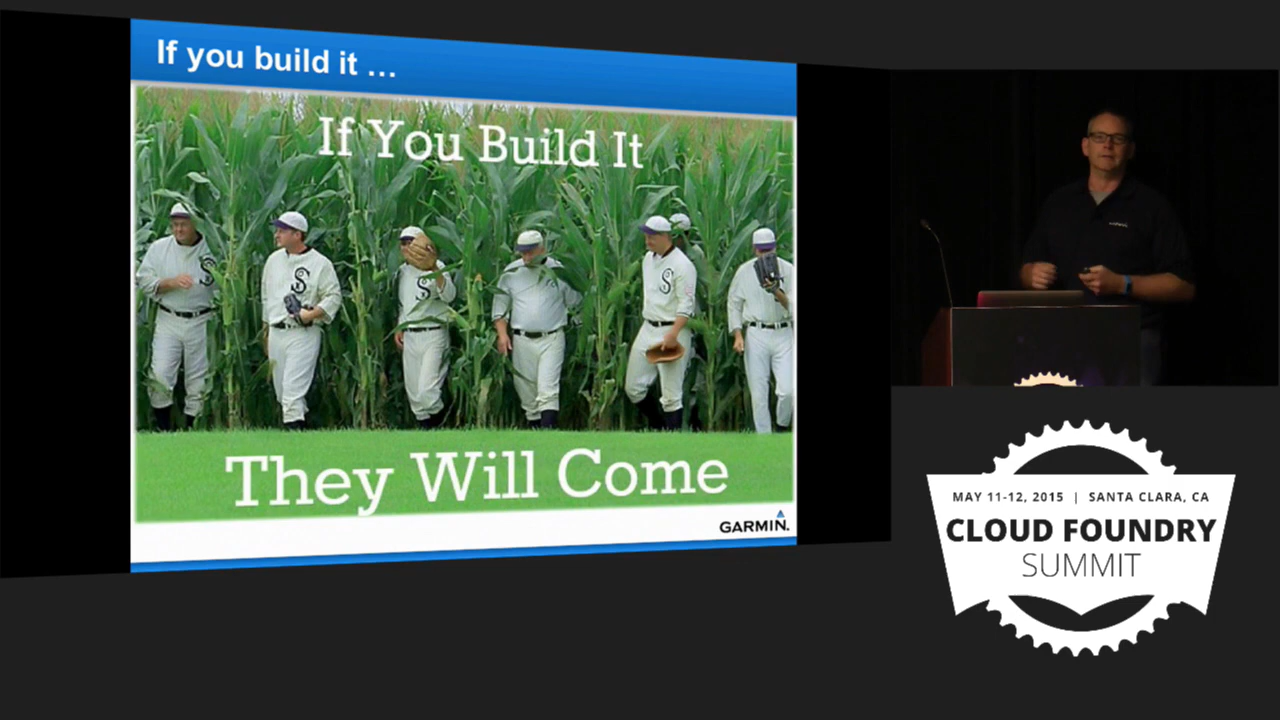 If you build it ...
If You Build It
They Will Come
GARMIN.
MAY 11-12, 2015 | SANTA CLARA, CA
CLOUD FOUNDRY
SUMMIT